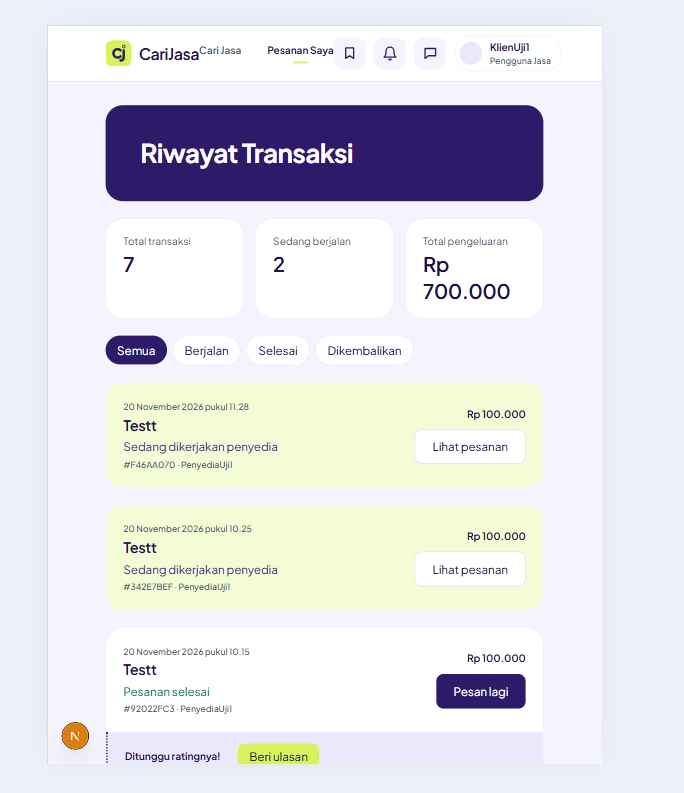 cj CariJasa Cari Jasa Pesanan Saya KlienUji1
Pengguna Jasa
Riwayat Transaksi
Total transaksi
7
Sedang berjalan
2
Total pengeluaran
Rp
700.000
Semua Berjalan Selesai Dikembalikan
20 November 2026 pukul 11.28
Testt
Sedang dikerjakan penyedia
#F46AA070 · PenyediaUji1
Rp 100.000
Lihat pesanan
20 November 2026 pukul 10.25
Testt
Sedang dikerjakan penyedia
#342E7BEF · PenyediaUji1
Rp 100.000
Lihat pesanan
20 November 2026 pukul 10.15
Testt
Pesanan selesai
#92022FC3 · PenyediaUji1
Rp 100.000
Pesan lagi
N
Ditunggu ratingnya! Beri ulasan